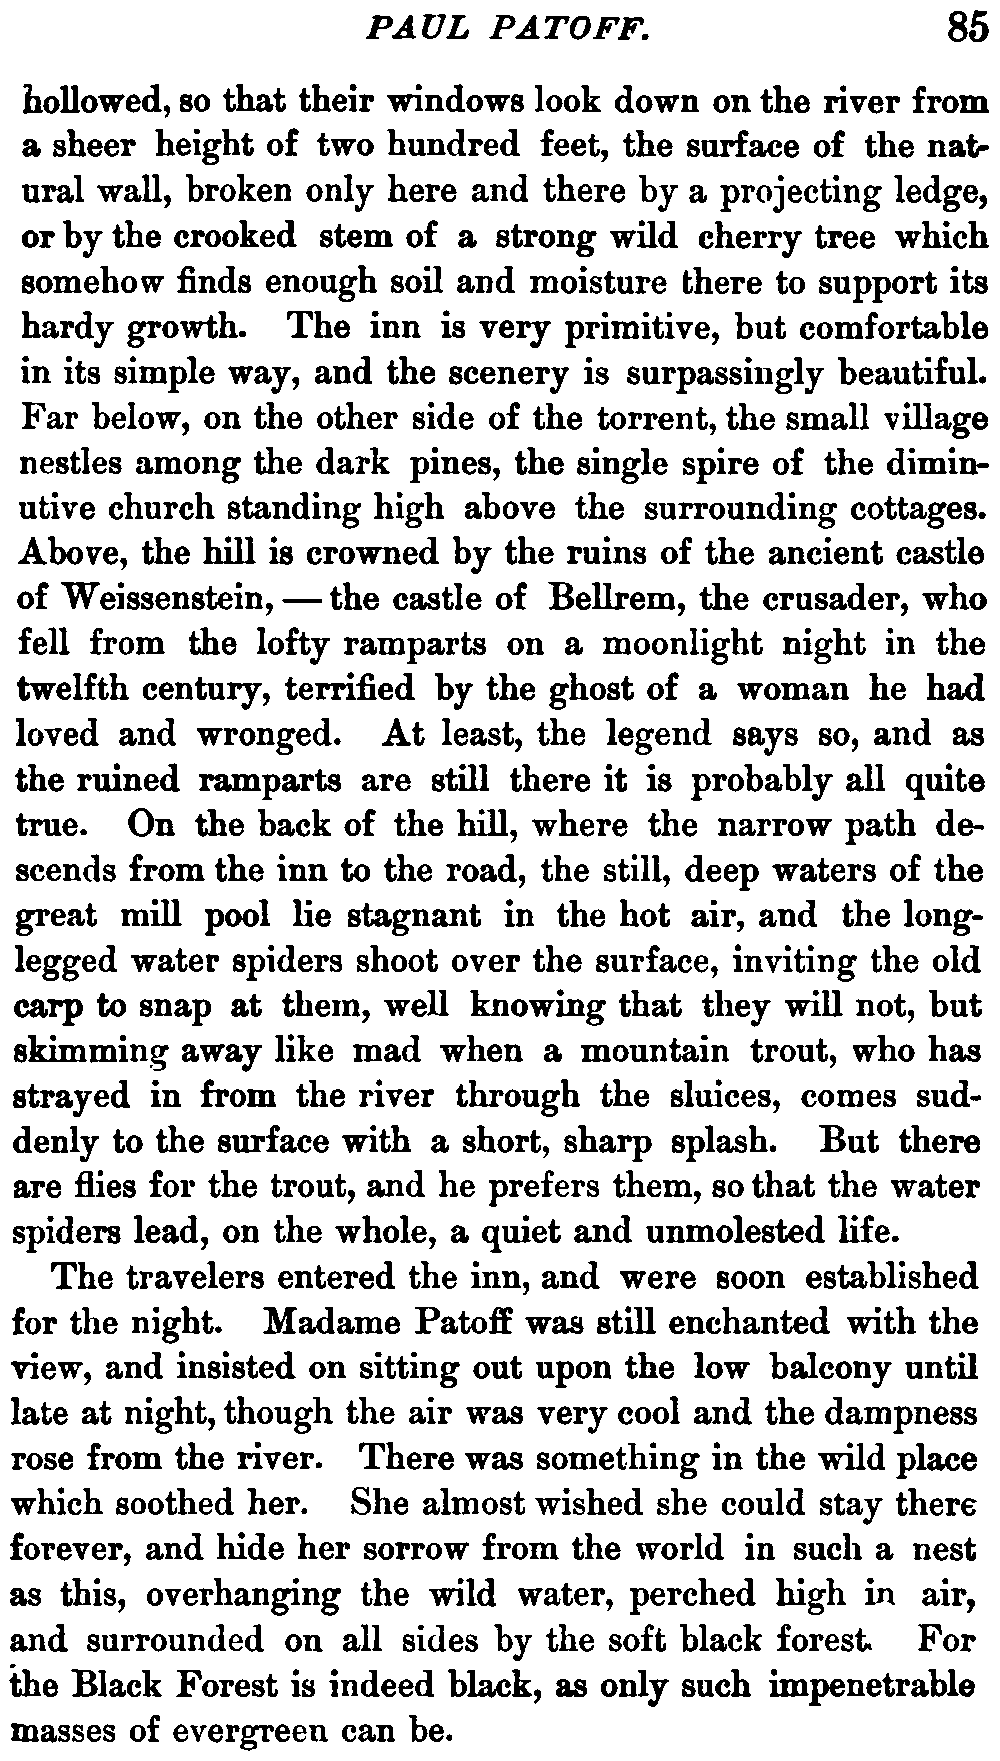 PAUL PATOFF. 85
hollowed, so that their windows look down on the river from
a sheer height of two hundred feet, the surface of the nat-
ural wall, broken only here and there by a projecting ledge,
or by the crooked stem of a strong wild cherry tree which
somehow finds enough soil and moisture there to support its
hardy growth. The inn is very primitive, but comfortable
in its simple way, and the scenery is surpassingly beautiful.
Far below, on the other side of the torrent, the small village
nestles among the dark pines, the single spire of the dimin-
utive church standing high above the surrounding cottages.
Above, the hill is crowned by the ruins of the ancient castle
of Weissenstein, — the castle of Bellrem, the crusader, who
fell from the lofty ramparts on a moonlight night in the
twelfth century, terrified by the ghost of a woman he had
loved and wronged. At least, the legend says so, and as
the ruined ramparts are still there it is probably all quite
true. On the back of the hill, where the narrow path de-
scends from the inn to the road, the still, deep waters of the
great mill pool lie stagnant in the hot air, and the long-
legged water spiders shoot over the surface, inviting the old
carp to snap at them, well knowing that they will not, but
skimming away like mad when a mountain trout, who has
strayed in from the river through the sluices, comes sud-
denly to the surface with a short, sharp splash. But there
are flies for the trout, and he prefers them, so that the water
spiders lead, on the whole, a quiet and unmolested life.
The travelers entered the inn, and were soon established
for the night. Madame Patoff was still enchanted with the
view, and insisted on sitting out upon the low balcony until
late at night, though the air was very cool and the dampness
rose from the river. There was something in the wild place
which soothed her. She almost wished she could stay there
forever, and hide her sorrow from the world in such a nest
as this, overhanging the wild water, perched high in air,
and surrounded on all sides by the soft black forest. For
the Black Forest is indeed black, as only such impenetrable
masses of evergreen can be.